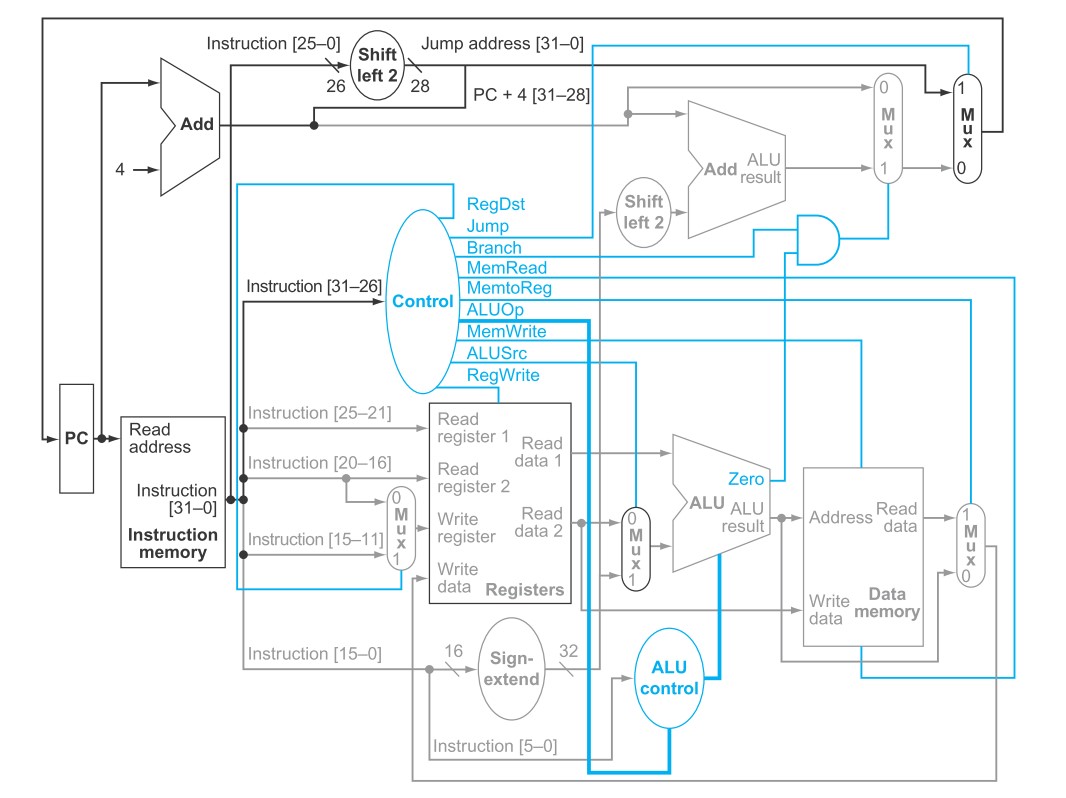 Instruction [25–0]
Shift
left 2
Jump address [31–0]
26
28
PC + 4 [31–28]
Add
4
0
M
u
x
1
1
M
u
x
0
Add
ALU
result
Shift
left 2
RegDst
Jump
Branch
MemRead
MemtoReg
ALUOp
MemWrite
ALUSrc
RegWrite
Instruction [31–26]
Control
PC
Read
address
Instruction
[31–0]
Instruction
memory
Instruction [25–21]
Instruction [20–16]
Instruction [15–11]
0
M
u
x
1
Read
register 1
Read
register 2
Write
register
Write
data
Read
data 1
Read
data 2
Registers
0
M
u
x
1
Zero
ALU
ALU
result
Address
Read
data
Write
data
Data
memory
1
M
u
x
0
Instruction [15–0]
16
Sign-
extend
32
ALU
control
Instruction [5–0]